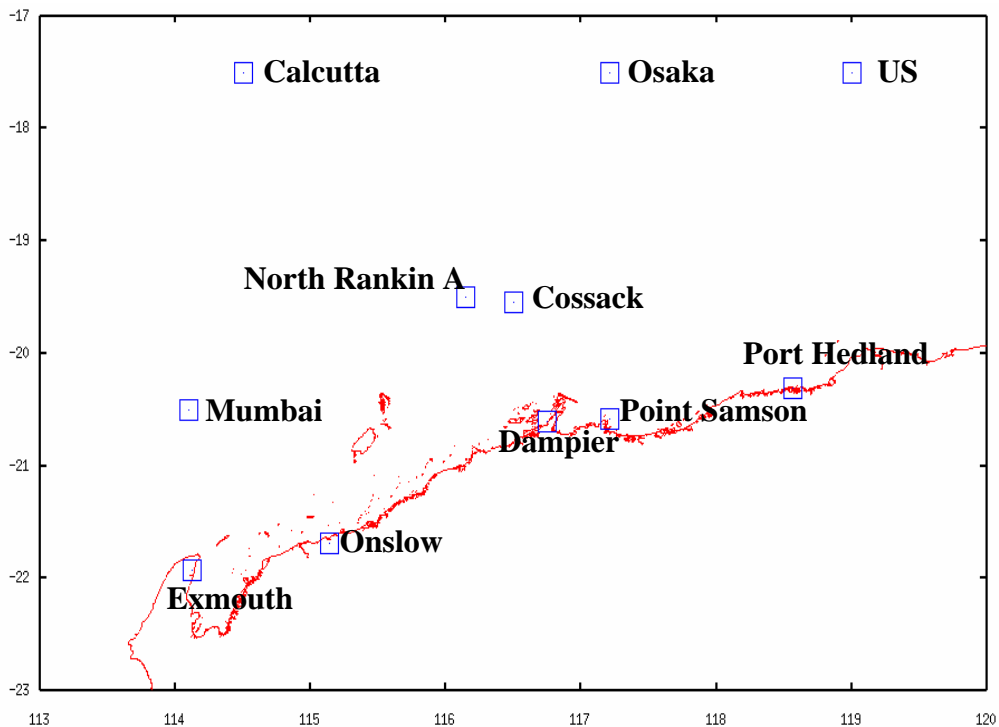 -17
Calcutta
Osaka
US
-18
-19
North Rankin A
Cossack
-20
Port Hedland
Mumbai
Point Samson
Dampier
-21
Onslow
-22
Exmouth
-23
113 114 115 116 117 118 119 120